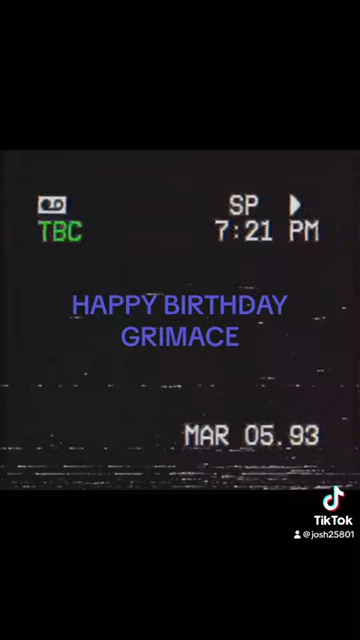 SP
TBC
7:21 PM
HAPPY BIRTHDAY
GRIMACE
MAR 05.93
TikTok
@josh25801